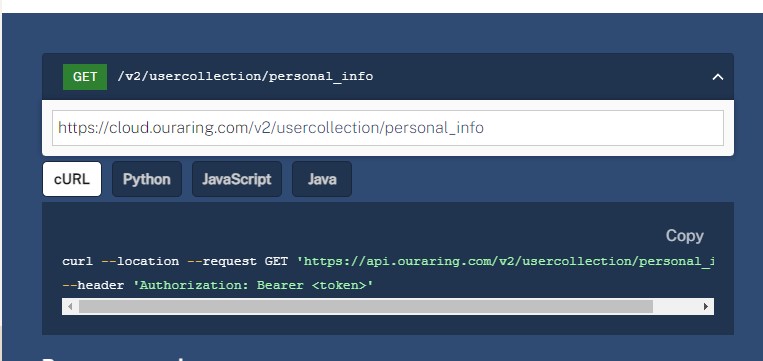 GET /v2/usercollection/personal_info
https://cloud.ouraring.com/v2/usercollection/personal_info
cURL Python JavaScript Java
Copy
curl --location --request GET 'https://api.ouraring.com/v2/usercollection/personal_i
--header 'Authorization: Bearer <token>'